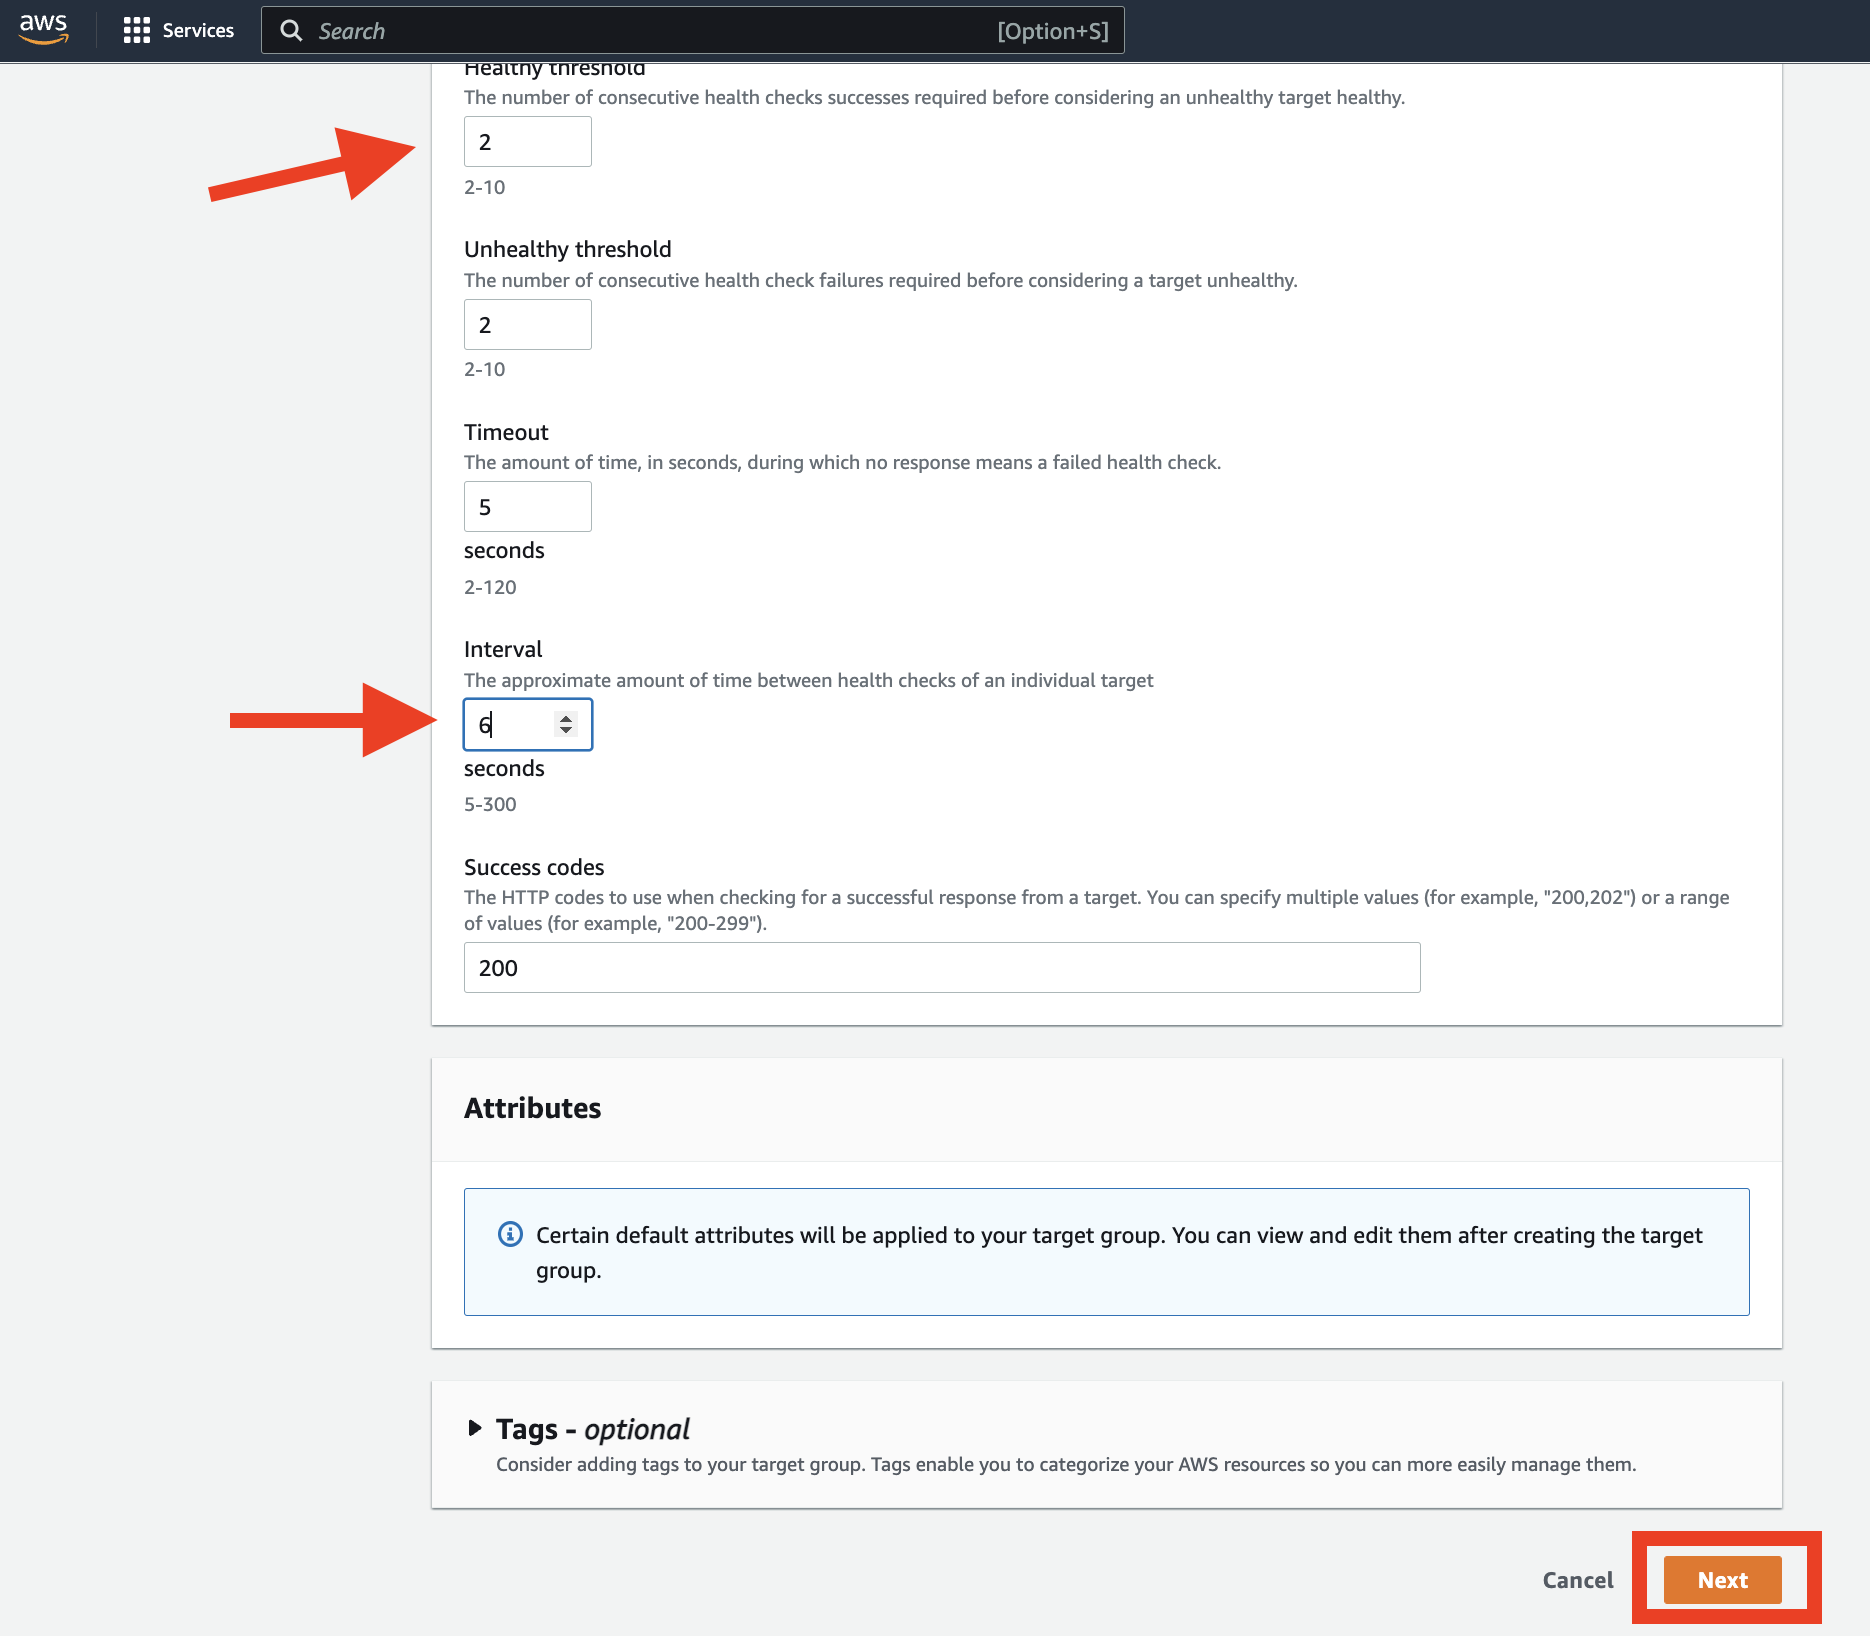 aws
Services
Search
[Option+S]
Healthy threshold
The number of consecutive health checks successes required before considering an unhealthy target healthy.
2
2-10
Unhealthy threshold
The number of consecutive health check failures required before considering a target unhealthy.
2
2-10
Timeout
The amount of time, in seconds, during which no response means a failed health check.
5
seconds
2-120
Interval
The approximate amount of time between health checks of an individual target
6
seconds
5-300
Success codes
The HTTP codes to use when checking for a successful response from a target. You can specify multiple values (for example, "200,202") or a range
of values (for example, "200-299").
200
Attributes
Certain default attributes will be applied to your target group. You can view and edit them after creating the target
group.
Tags - optional
Consider adding tags to your target group. Tags enable you to categorize your AWS resources so you can more easily manage them.
Cancel
Next